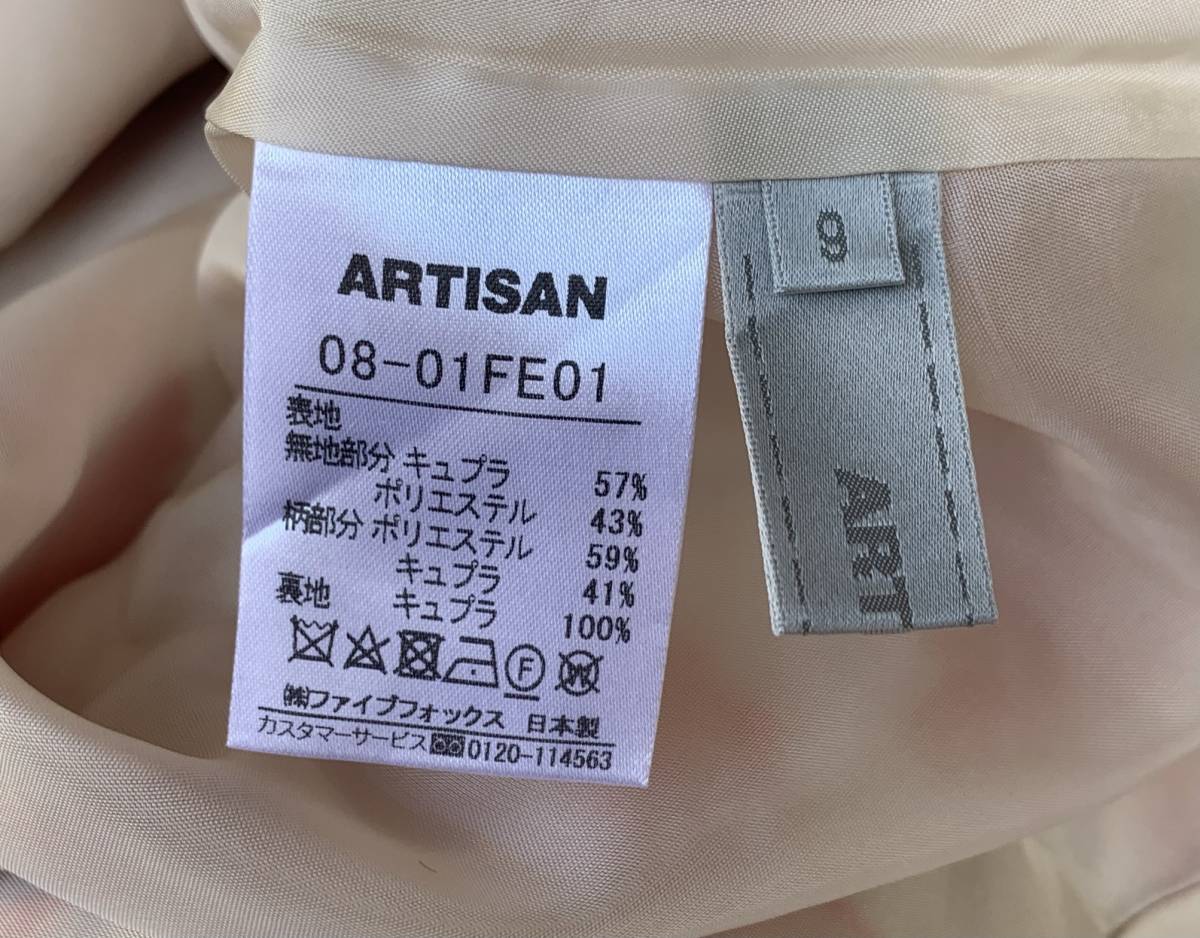 ARTISAN
08-01FE01
表地
無地部分 キュプラ 57%
ポリエステル 43%
柄部分 ポリエステル 59%
キュプラ 41%
裏地 キュプラ 100%
F W
㈱ファイブフォックス 日本製
カスタマーサービス 0120-114563
9
ART